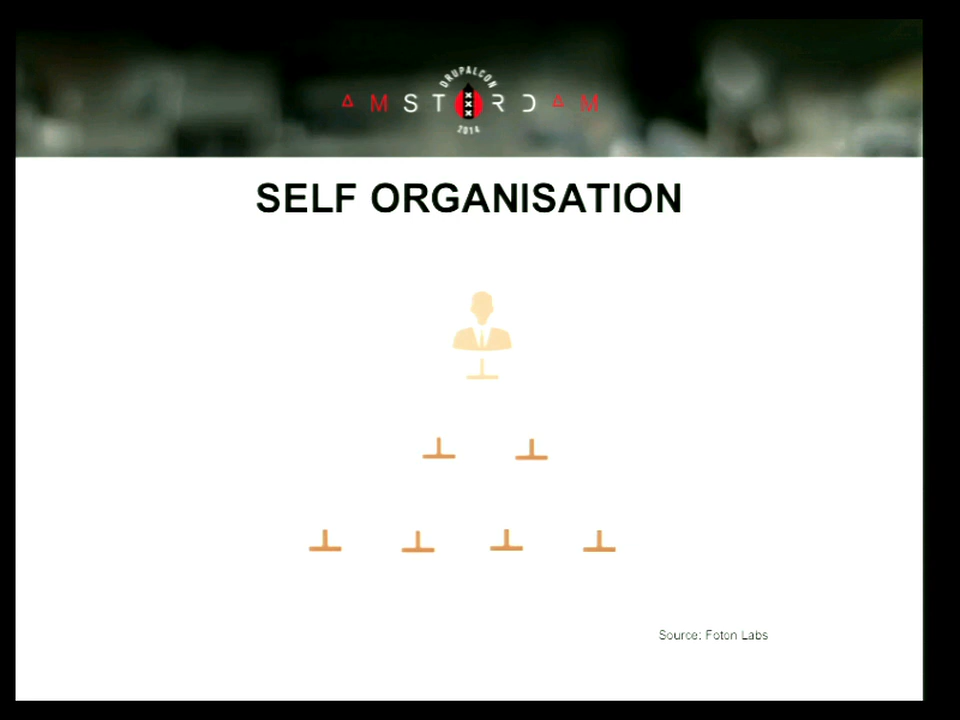 DRUPALCON
AMSTERDAM
2014
SELF ORGANISATION
Source: Foton Labs